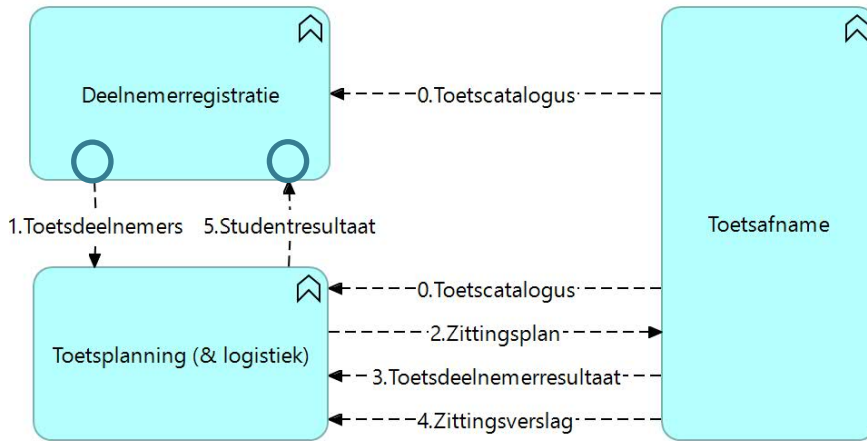 Deelnemerregistratie
0.Toetscatalogus
1.Toetsdeelnemers
5.Studentresultaat
Toetsafname
0.Toetscatalogus
2.Zittingsplan
Toetsplanning (& logistiek)
3.Toetsdeelnemerresultaat
4.Zittingsverslag